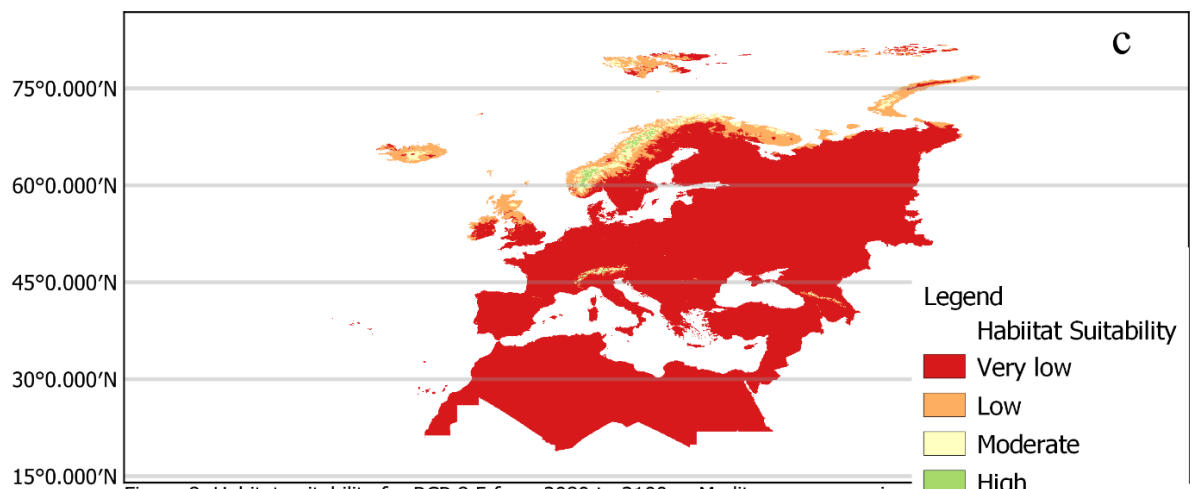 c
75°0.000’N
60°0.000’N
45°0.000’N
Legend
Habiitat Suitability
30°0.000’N
Very low
Low
Moderate
High
15°0.000’N